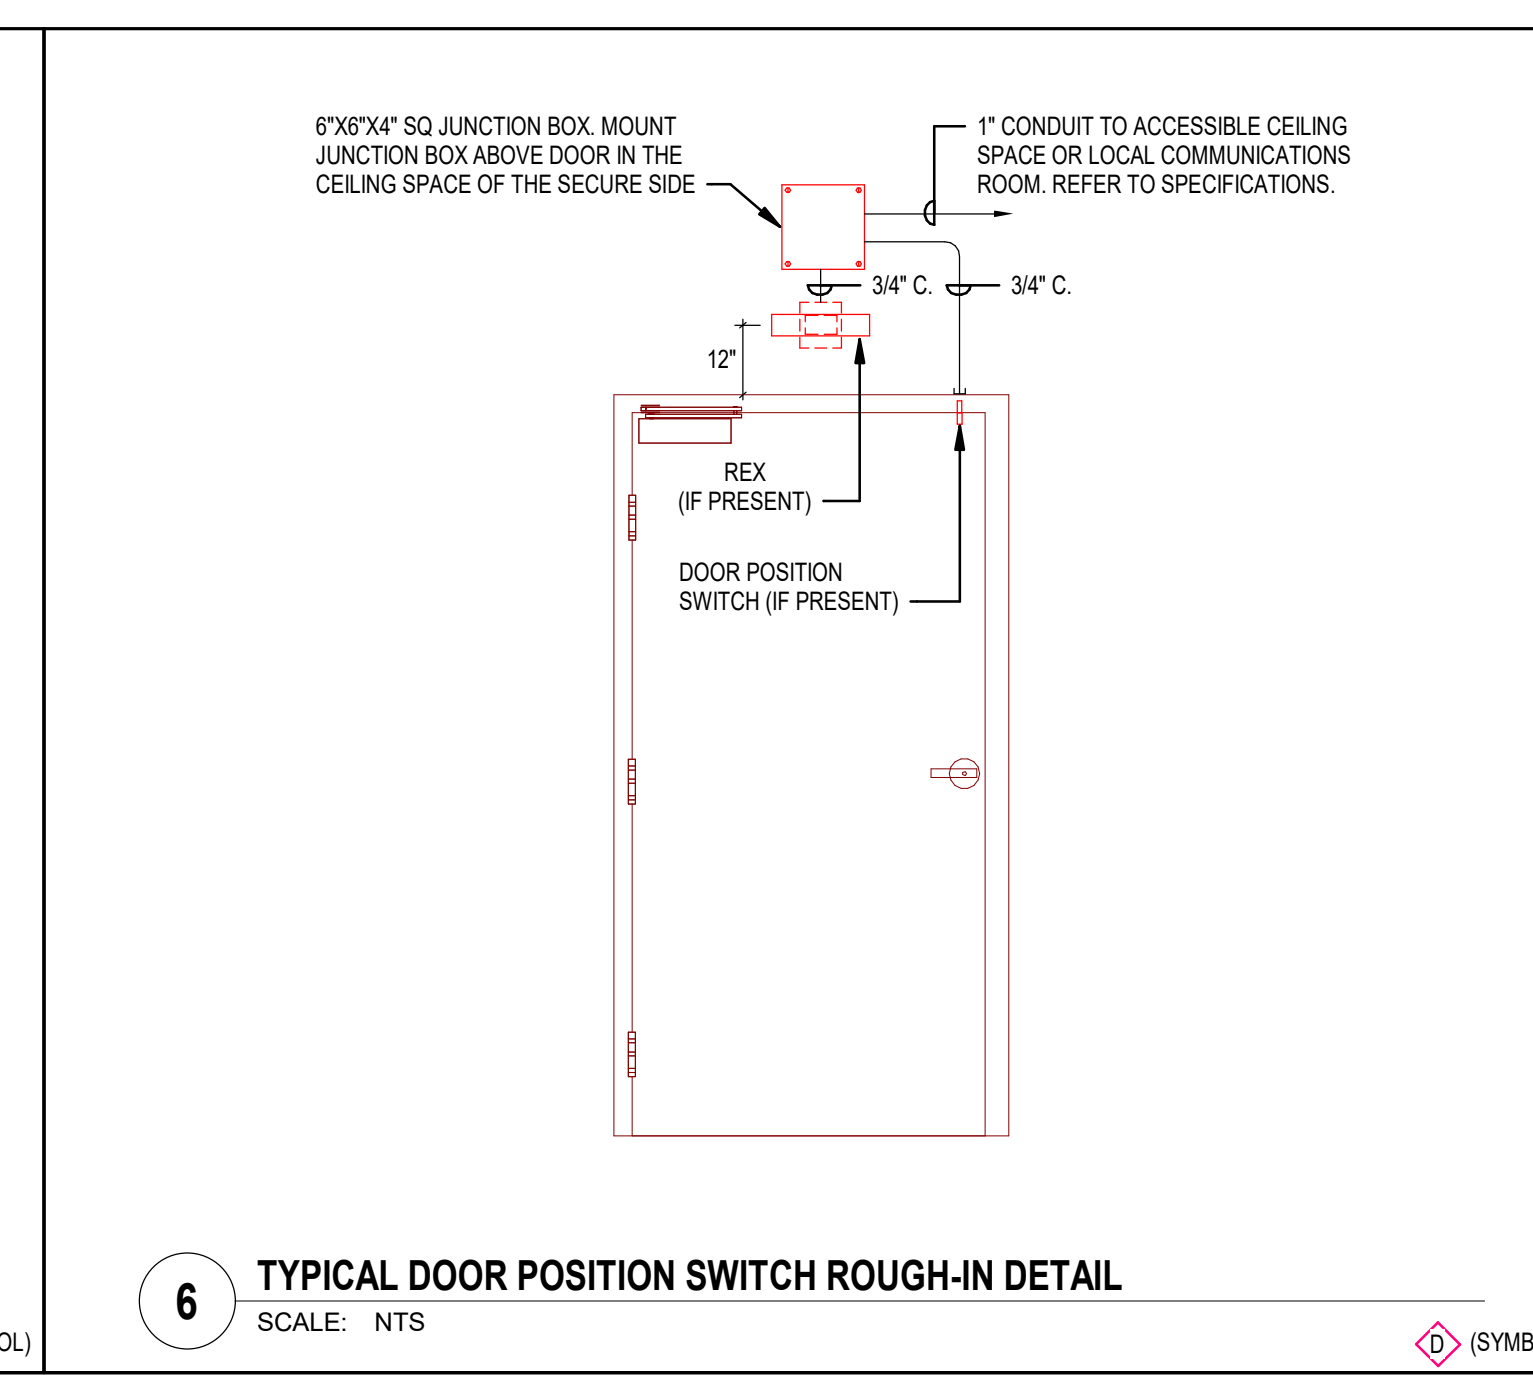 6"X6"X4" SQ JUNCTION BOX. MOUNT
JUNCTION BOX ABOVE DOOR IN THE
CEILING SPACE OF THE SECURE SIDE
1" CONDUIT TO ACCESSIBLE CEILING
SPACE OR LOCAL COMMUNICATIONS
ROOM. REFER TO SPECIFICATIONS.
3/4" C.
3/4" C.
12"
REX
(IF PRESENT)
DOOR POSITION
SWITCH (IF PRESENT)
6
TYPICAL DOOR POSITION SWITCH ROUGH-IN DETAIL
SCALE: NTS
OL)
D (SYMB